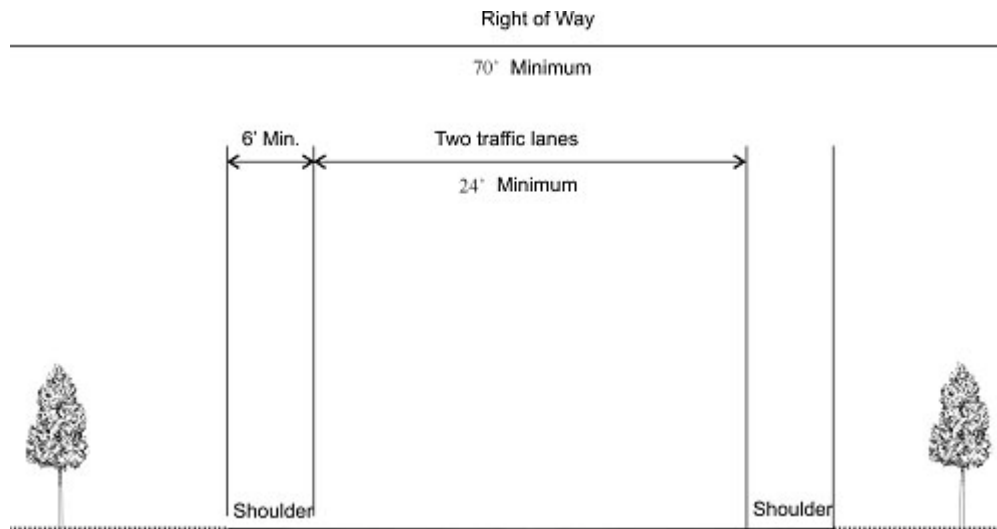 Right of Way
70' Minimum
6' Min.
Two traffic lanes
24' Minimum
Shoulder
Shoulder